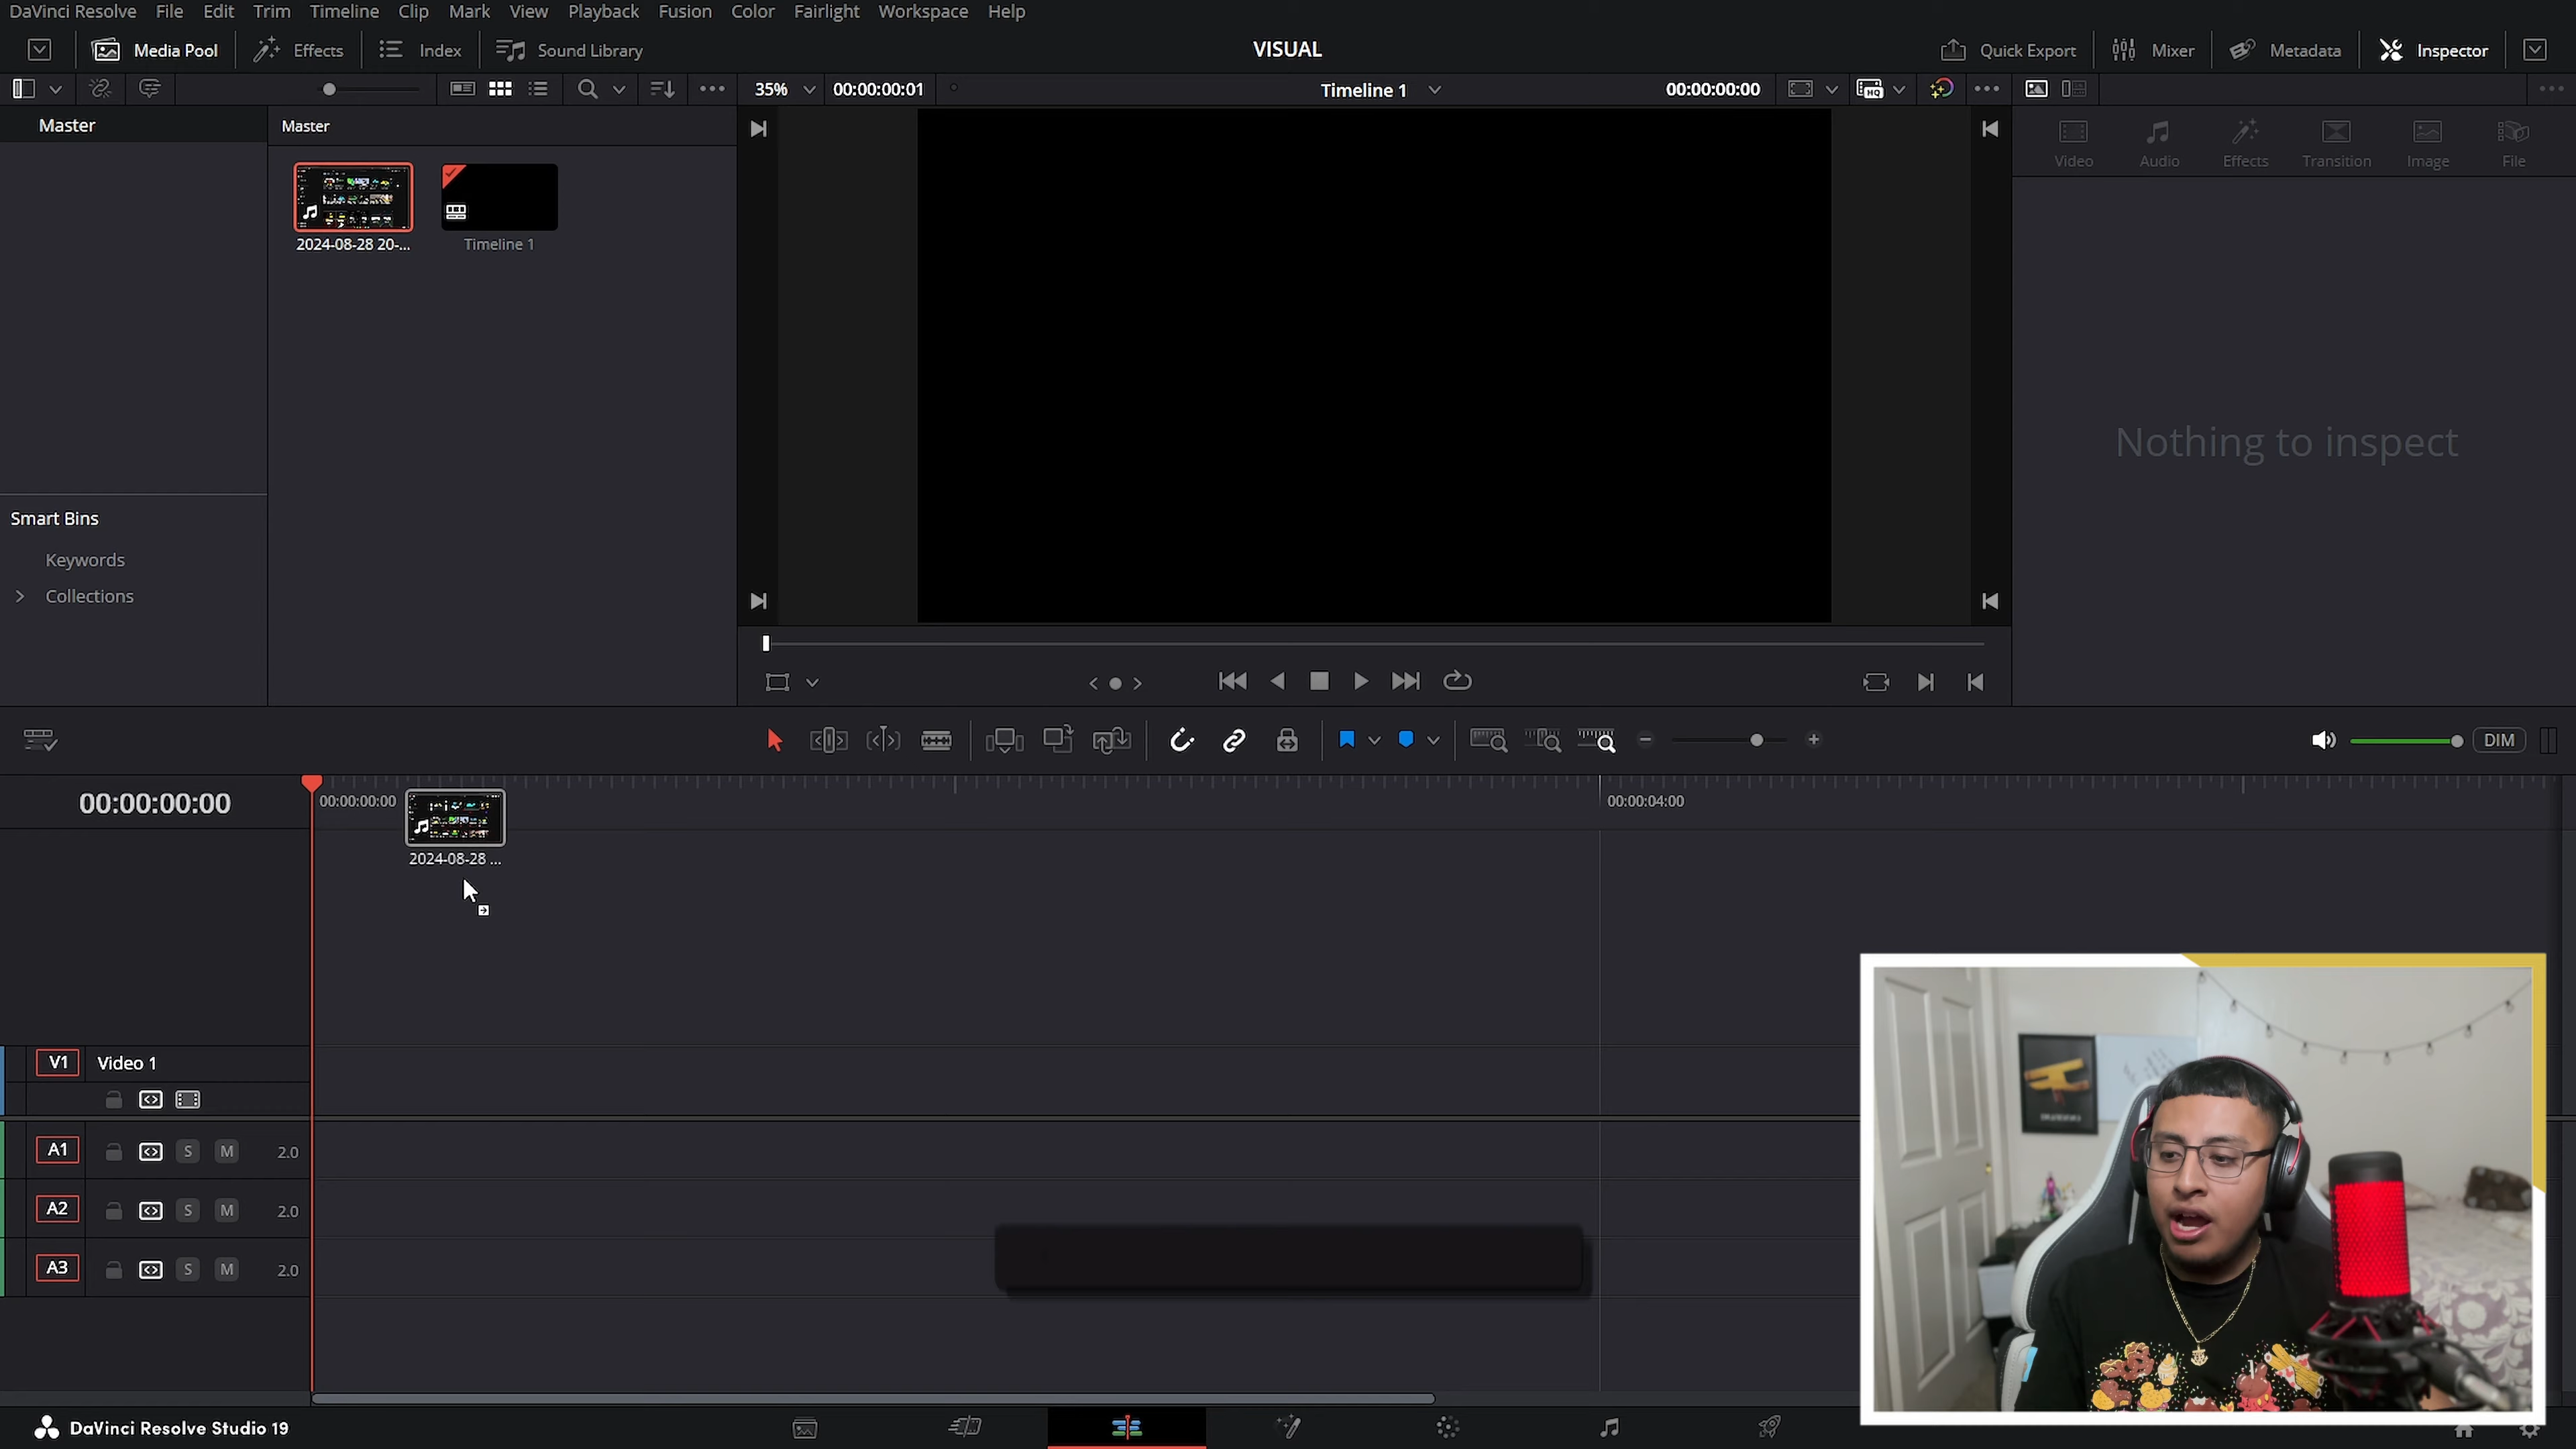 DaVinci Resolve File Edit Trim Timeline Clip Mark View Playback Fusion Color Fairlight Workspace Help
Media Pool Effects Index Sound Library VISUAL Quick Export Mixer Metadata Inspector
35% 00:00:00:01 Timeline 1 00:00:00:00 HQ
Master Master
Video Audio Effects Transition Image File
2024-08-28 20-... Timeline 1
Nothing to inspect
Smart Bins
Keywords
Collections
DIM
00:00:00:00 00:00:00:00 00:00:04:00
2024-08-28 ...
V1 Video 1
A1 S M 2.0
A2 S M 2.0
A3 S M 2.0
DaVinci Resolve Studio 19